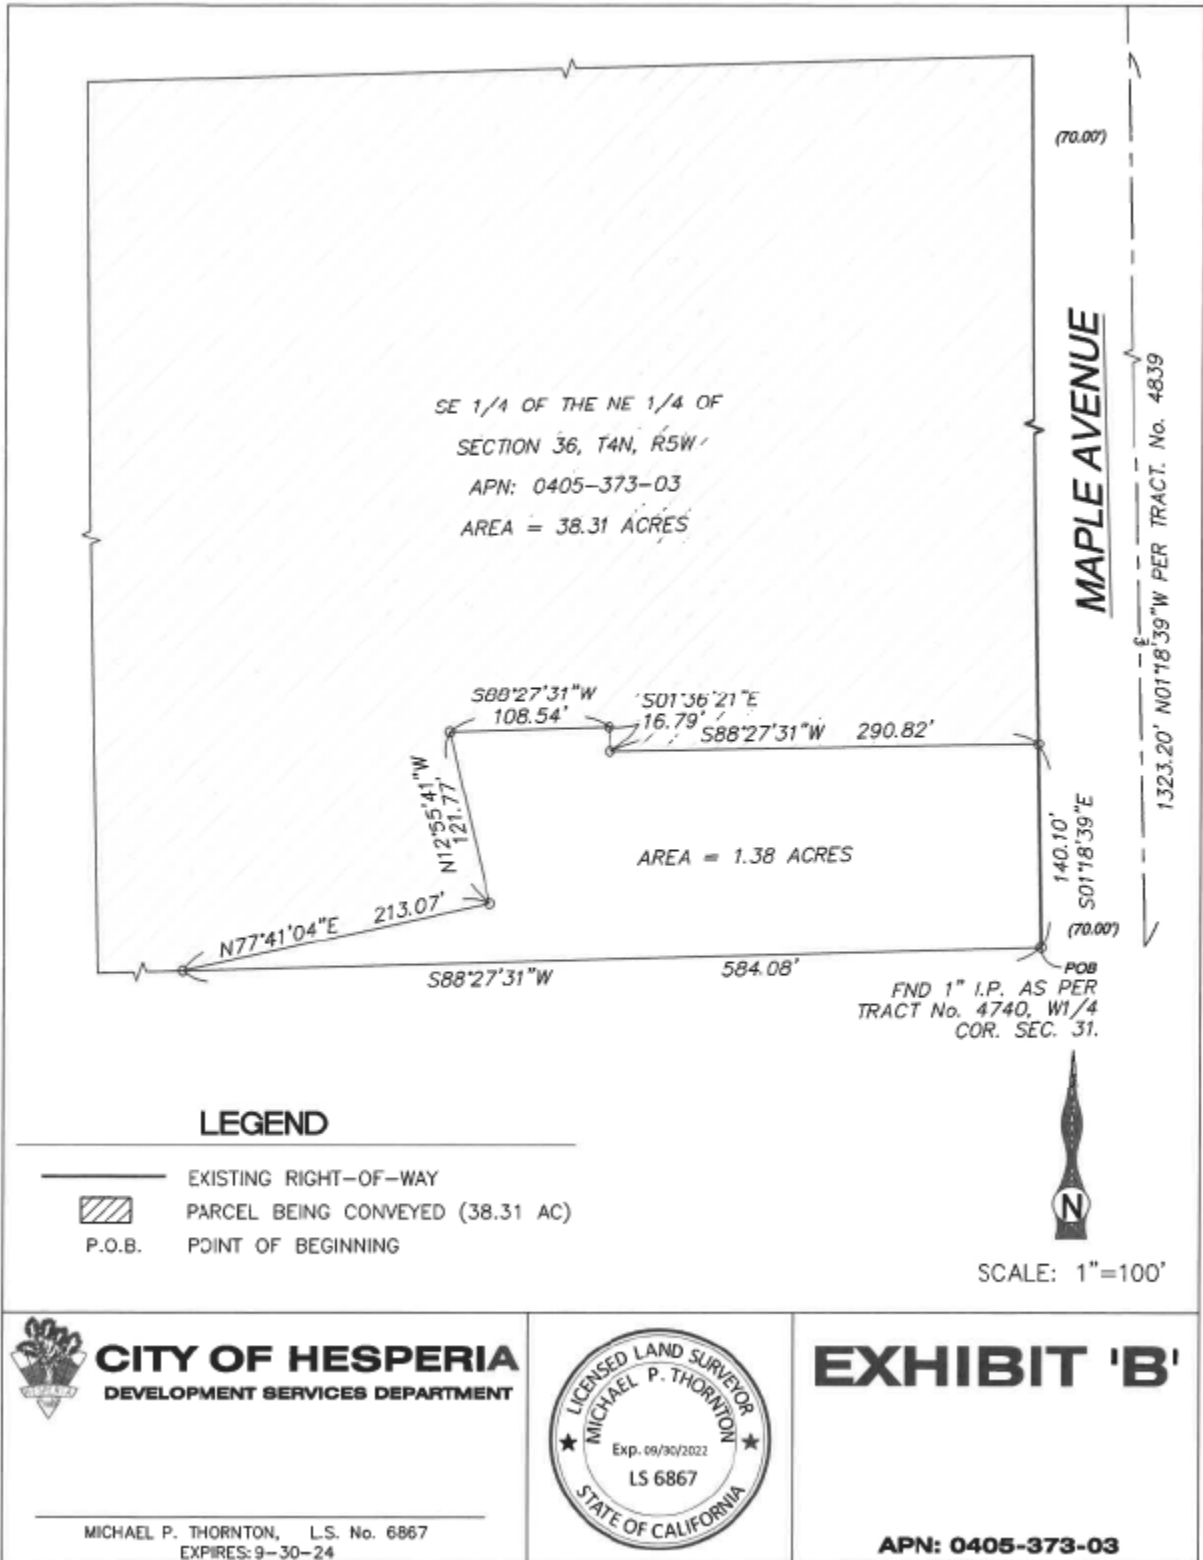 (70.00')
SE 1/4 OF THE NE 1/4 OF
SECTION 36, T4N, R5W
APN: 0405-373-03
AREA = 38.31 ACRES
MAPLE AVENUE
1323.20' N01°18'39"W PER TRACT. No. 4839
S88°27'31"W
108.54'
S01°36'21"E
16.79'
S88°27'31"W 290.82'
N12°55'41"W
121.77'
AREA = 1.38 ACRES
140.10'
S01°18'39"E
N77°41'04"E 213.07'
(70.00')
S88°27'31"W 584.08'
POB
FND 1" I.P. AS PER
TRACT No. 4740, W1/4
COR. SEC. 31.
LEGEND
EXISTING RIGHT-OF-WAY
PARCEL BEING CONVEYED (38.31 AC)
P.O.B. POINT OF BEGINNING
N
SCALE: 1"=100'
CITY OF HESPERIA
DEVELOPMENT SERVICES DEPARTMENT
MICHAEL P. THORNTON, L.S. No. 6867
EXPIRES: 9-30-24
LICENSED LAND SURVEYOR
MICHAEL P. THORNTON
Exp. 09/30/2022
LS 6867
STATE OF CALIFORNIA
EXHIBIT 'B'
APN: 0405-373-03